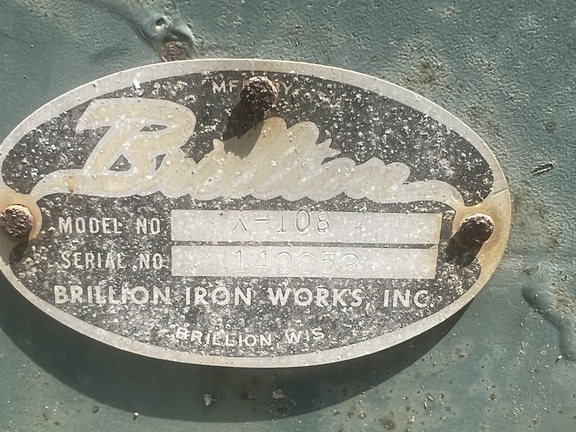 Brillion
MODEL NO X-108
SERIAL NO
BRILLION IRON WORKS, INC.
BRILLION, WIS.